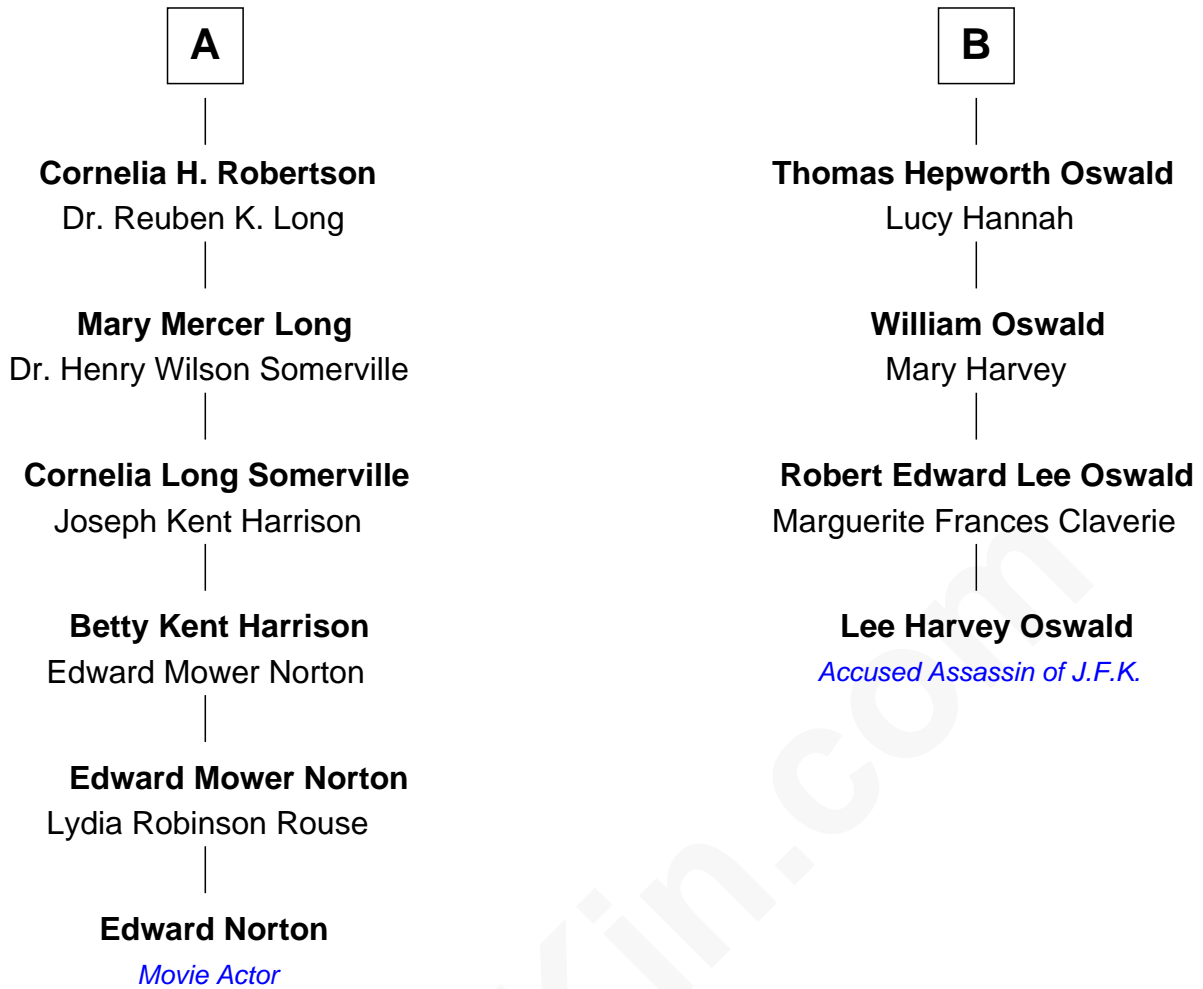 A
Cornelia H. Robertson
Dr. Reuben K. Long
Mary Mercer Long
Dr. Henry Wilson Somerville
Cornelia Long Somerville
Joseph Kent Harrison
Betty Kent Harrison
Edward Mower Norton
Edward Mower Norton
Lydia Robinson Rouse
Edward Norton
Movie Actor
B
Thomas Hepworth Oswald
Lucy Hannah
William Oswald
Mary Harvey
Robert Edward Lee Oswald
Marguerite Frances Claverie
Lee Harvey Oswald
Accused Assassin of J.F.K.
Kin.com